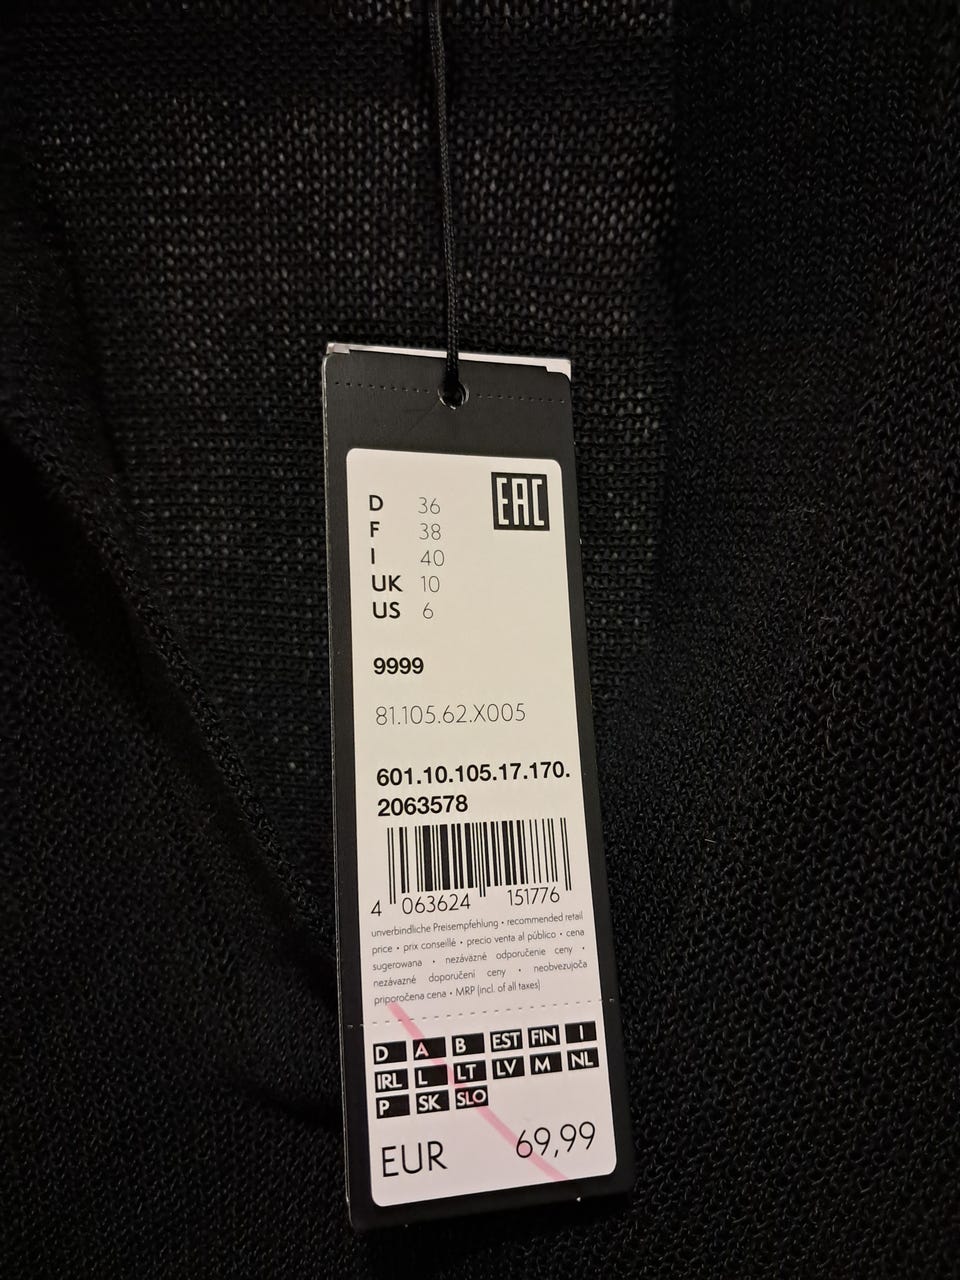 D 36
EAC
F 38
I 40
UK 10
US 6
9999
81.105.62.X005
601.10.105.17.170.
2063578
4 063624 151776
unverbindliche Preisempfehlung • recommended retail
price • prix conseillé • precio venta al público • cena
sugerowana • nezávazné odporučenie ceny •
nezávazné doporučení ceny • neobvezujoča
priporočena cena • MRP (incl. of all taxes)
D A B EST FIN I
IRL L LT LV M NL
P SK SLO
EUR 69,99